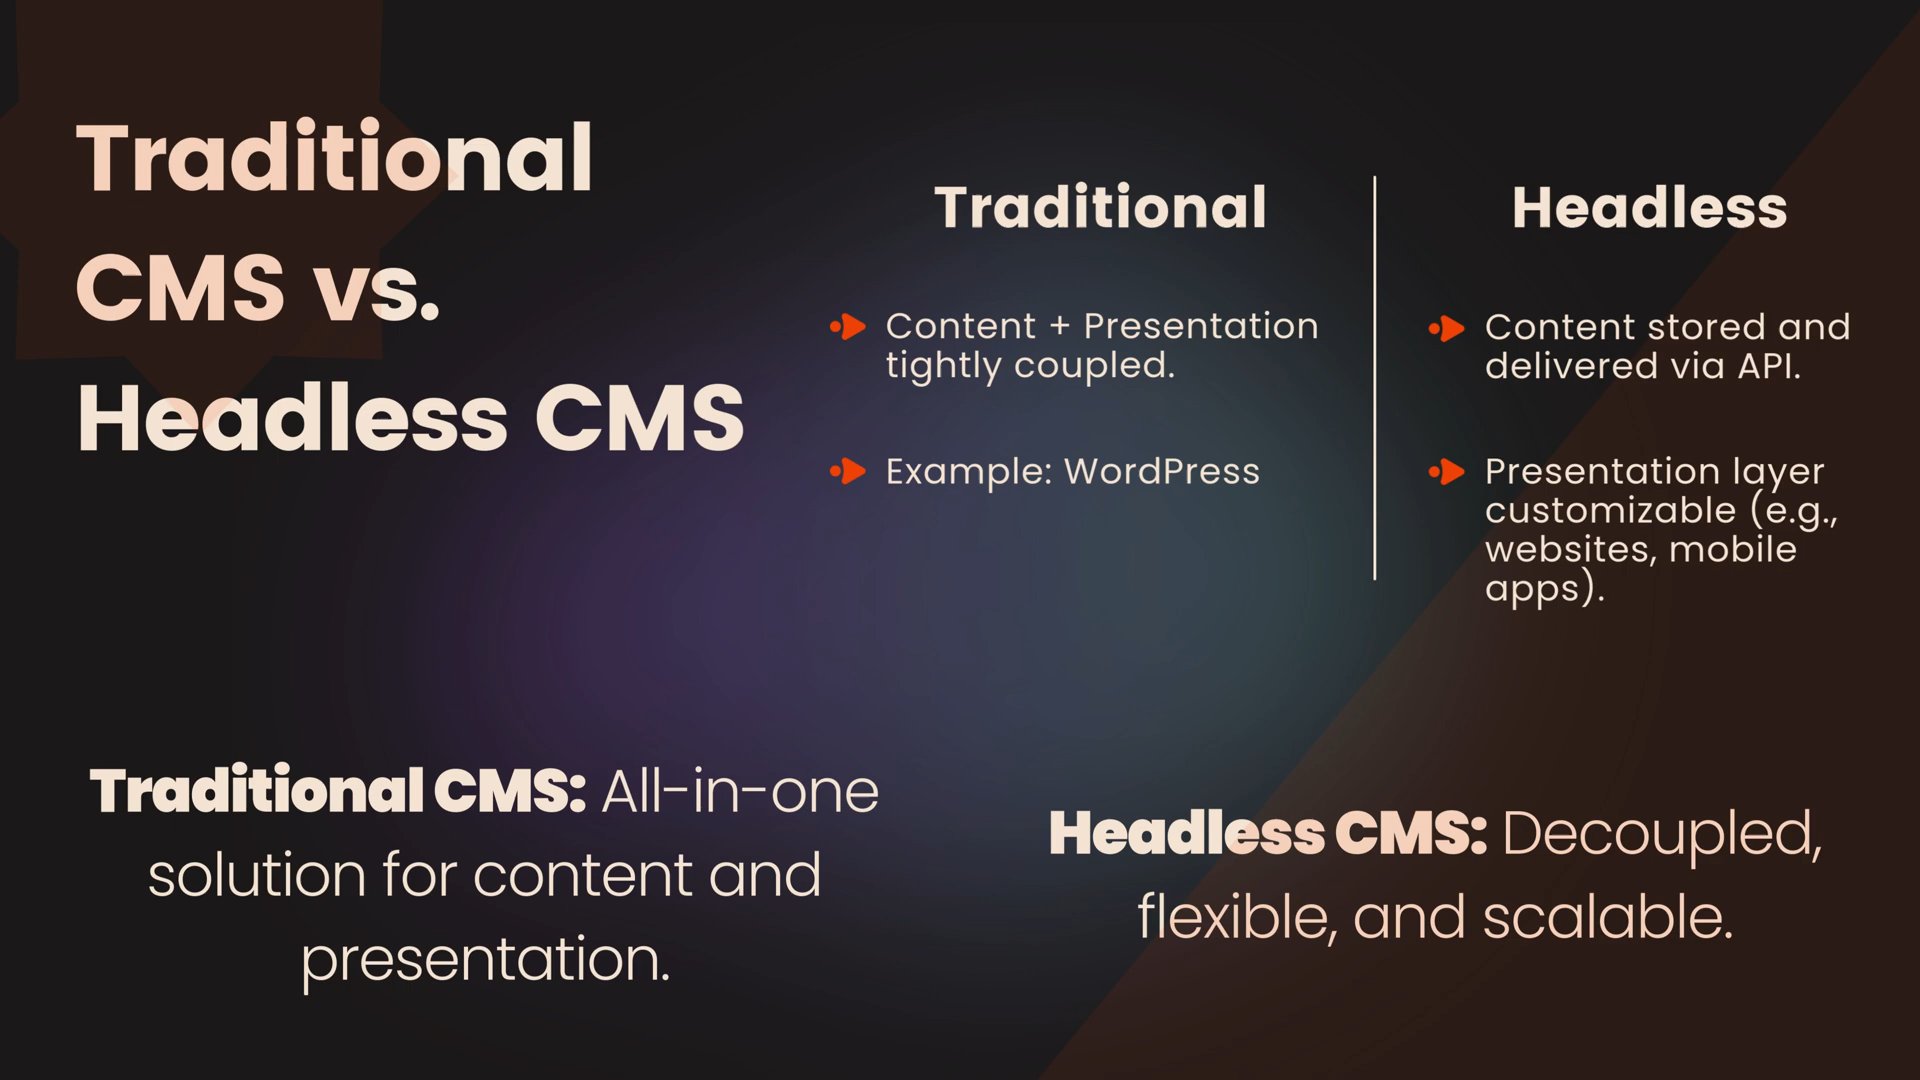 Traditional
CMS vs.
Headless CMS
Traditional
Content + Presentation
tightly coupled.
Example: WordPress
Headless
Content stored and
delivered via API.
Presentation layer
customizable (e.g.,
websites, mobile
apps).
Traditional CMS: All-in-one
solution for content and
presentation.
Headless CMS: Decoupled,
flexible, and scalable.